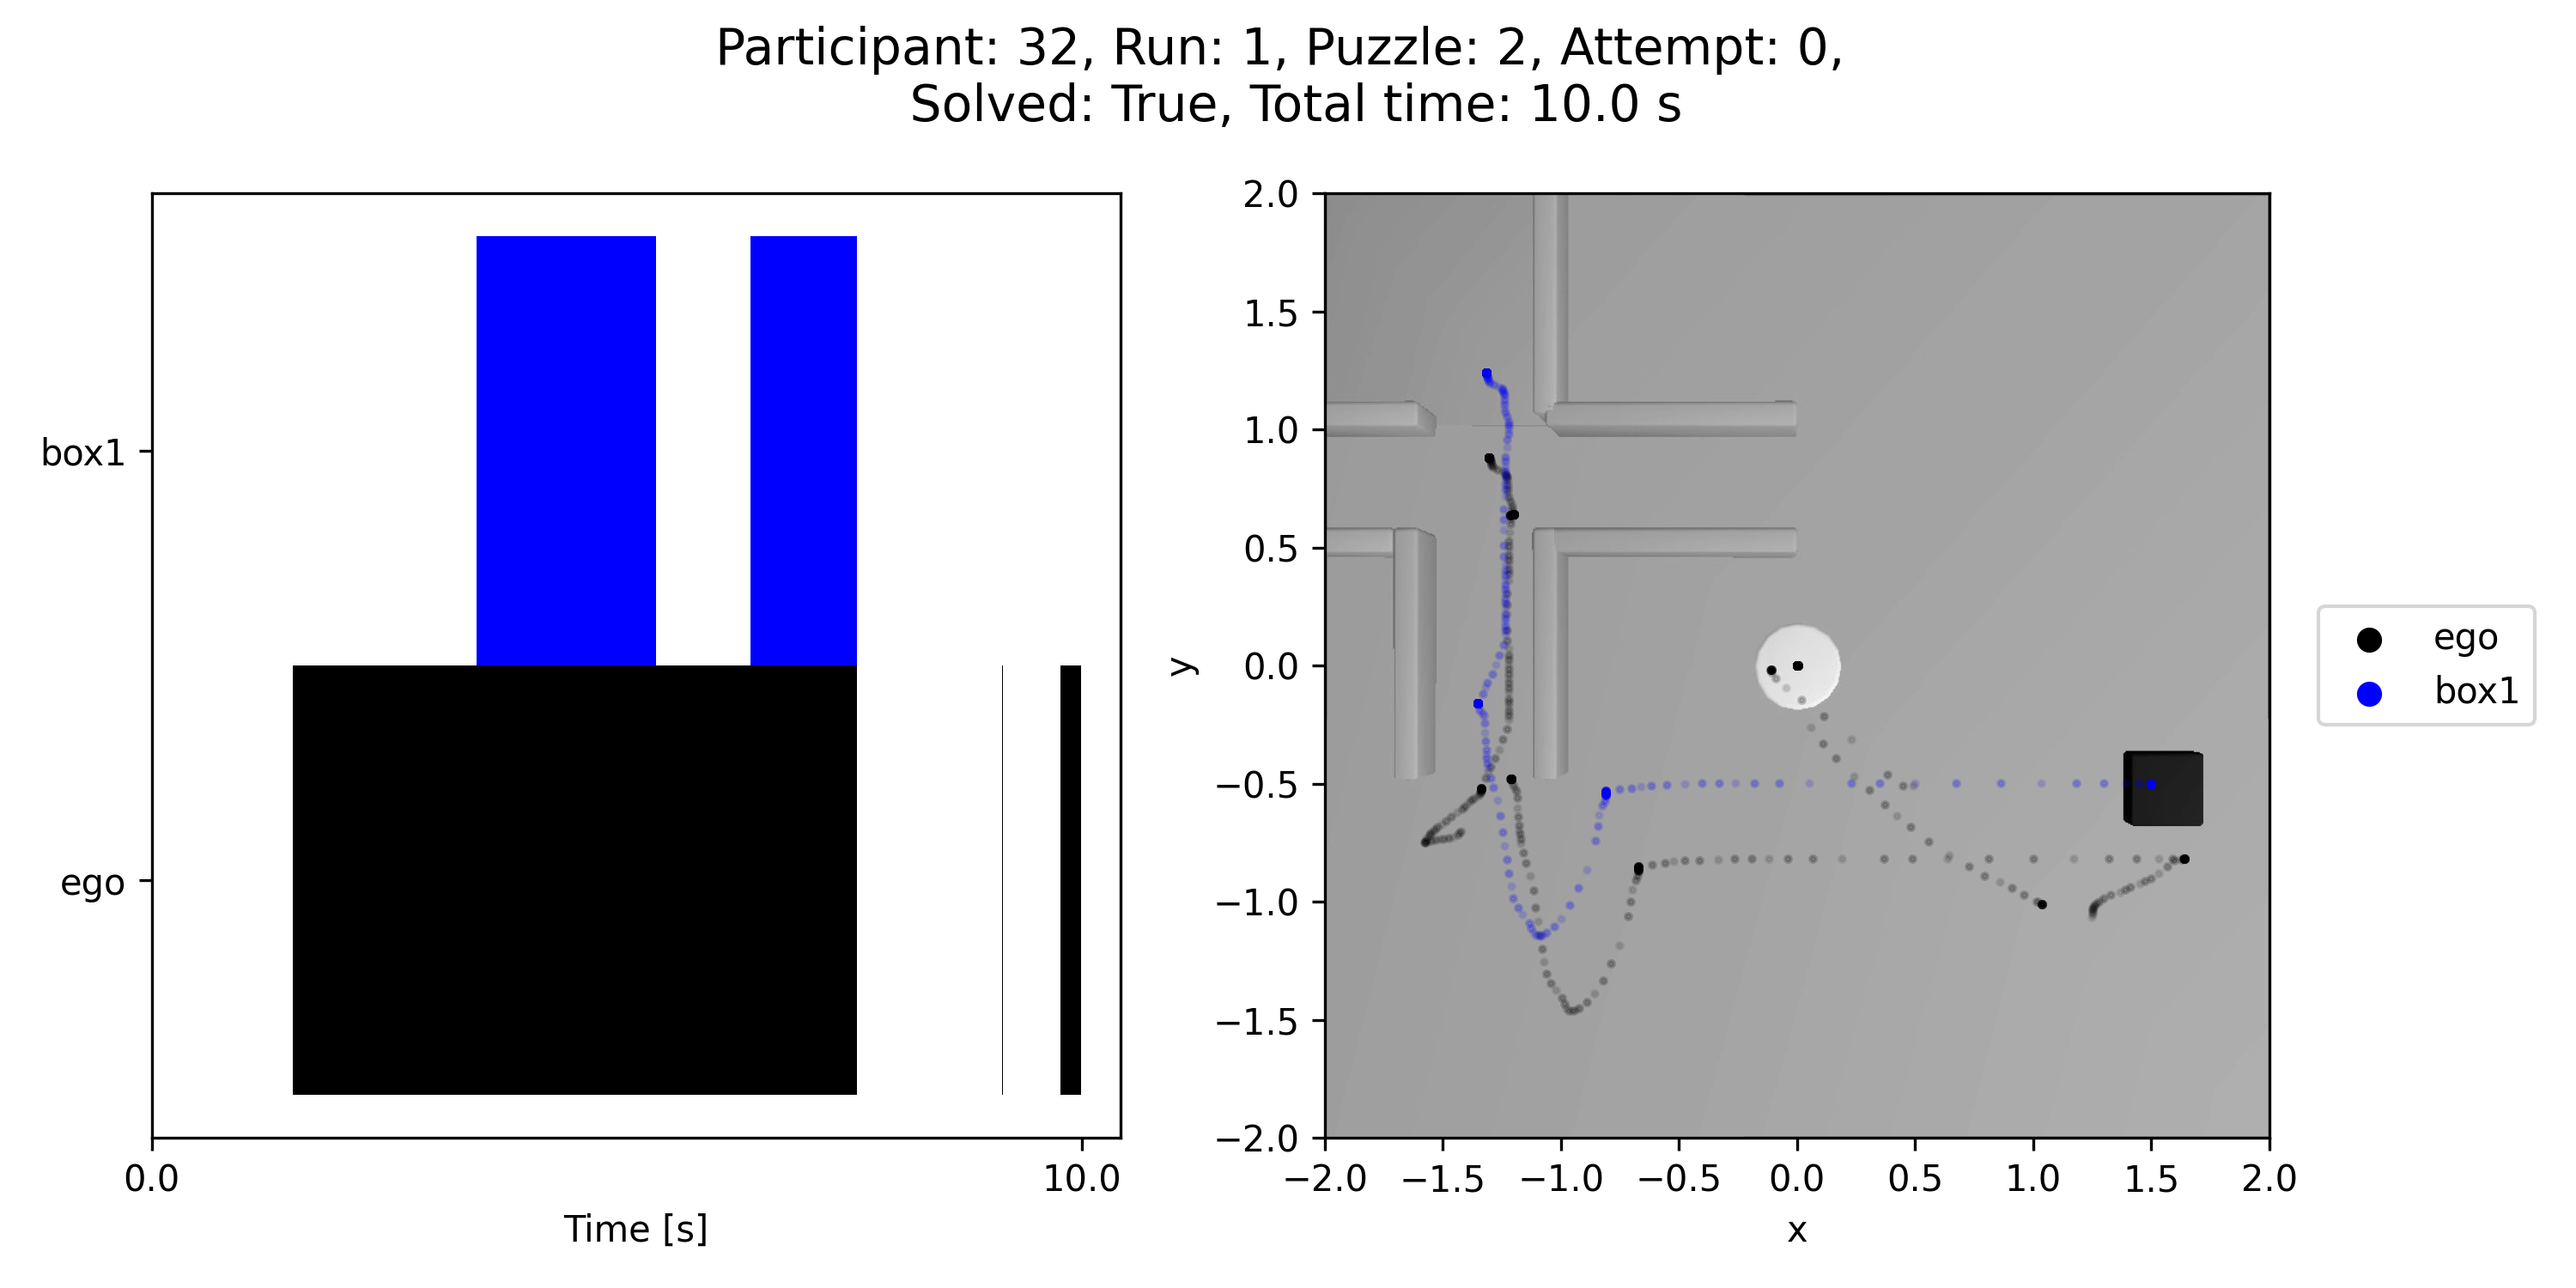 Participant: 32, Run: 1, Puzzle: 2, Attempt: 0,
Solved: True, Total time: 10.0 s
box1
ego
0.0
10.0
Time [s]
2.0
1.5
1.0
0.5
0.0
−0.5
−1.0
−1.5
−2.0
y
−2.0
−1.5
−1.0
−0.5
0.0
0.5
1.0
1.5
2.0
x
ego
box1